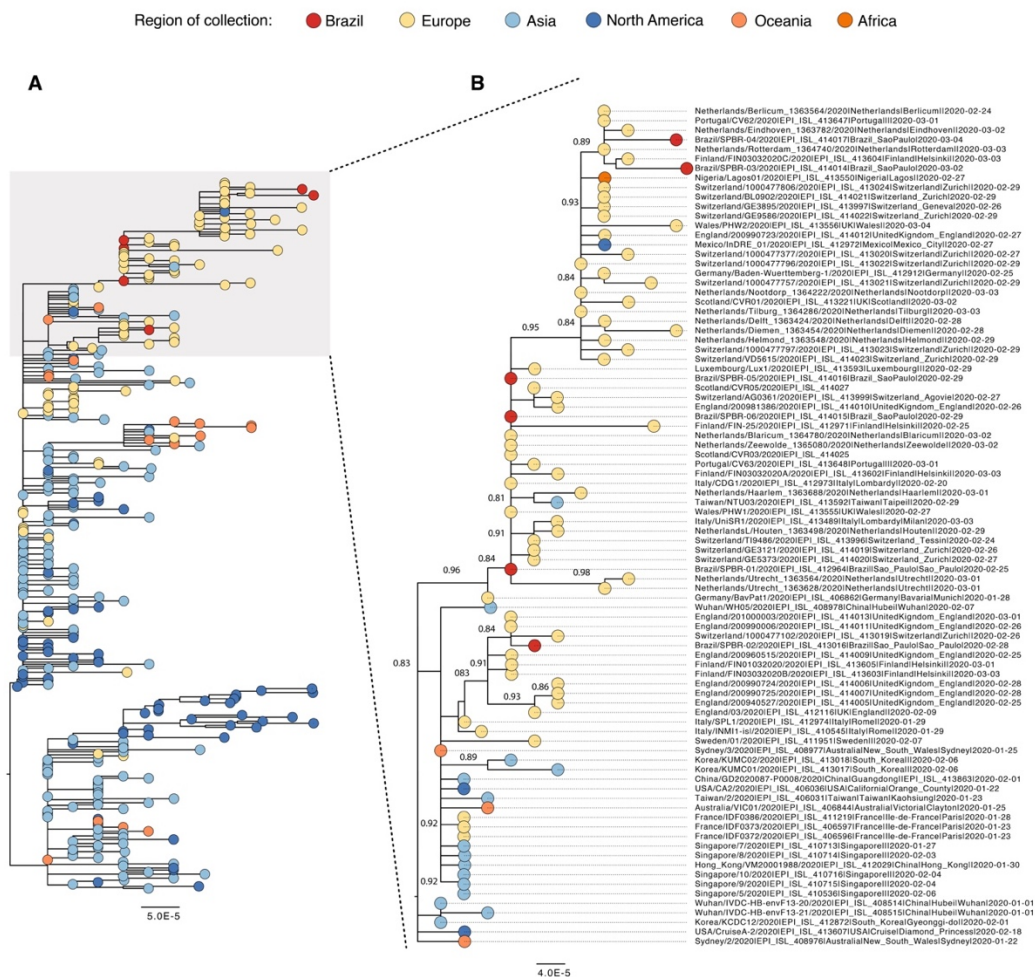 Region of collection: Brazil Europe Asia North America Oceania Africa
A
B
Netherlands/Berlicum_1363564/2020|Netherlands|Berlicum||2020-02-24
Portugal/CV62/2020|EPI_ISL_413647|Portugal|||2020-03-01
Netherlands/Eindhoven_1363782/2020|Netherlands|Eindhoven||2020-03-02
Brazil/SPBR-04/2020|EPI_ISL_414017|Brazil_SaoPaulo|2020-03-04
Netherlands/Rotterdam_1364740/2020|Netherlands|Rotterdam||2020-03-03
Finland/FIN03032020C/2020|EPI_ISL_413604|Finland|Helsinki||2020-03-03
Brazil/SPBR-03/2020|EPI_ISL_414014|Brazil_SaoPaulo|2020-03-02
Nigeria/Lagos01/2020|EPI_ISL_413550|Nigeria|Lagos||2020-02-27
Switzerland/1000477806/2020|EPI_ISL_413024|Switzerland|Zurich||2020-02-29
Switzerland/BL0902/2020|EPI_ISL_414021|Switzerland_Zurich|2020-02-29
Switzerland/GE3895/2020|EPI_ISL_413997|Switzerland_Geneva|2020-02-26
Switzerland/GE9586/2020|EPI_ISL_414022|Switzerland_Zurich|2020-02-29
Wales/PHW2/2020|EPI_ISL_413556|UK|Wales||2020-03-04
England/200990723/2020|EPI_ISL_414012|UnitedKigndom_England|2020-02-27
Mexico/InDRE_01/2020|EPI_ISL_412972|Mexico|Mexico_City||2020-02-27
Switzerland/1000477377/2020|EPI_ISL_413020|Switzerland|Zurich||2020-02-27
Switzerland/1000477796/2020|EPI_ISL_413022|Switzerland|Zurich||2020-02-29
Germany/Baden-Wuerttemberg-1/2020|EPI_ISL_412912|Germany||2020-02-25
Switzerland/1000477757/2020|EPI_ISL_413021|Switzerland|Zurich||2020-02-29
Netherlands/Nootdorp_1364222/2020|Netherlands|Nootdorp||2020-03-03
Scotland/CVR01/2020|EPI_ISL_413221|UK|Scotland||2020-03-02
Netherlands/Tilburg_1364286/2020|Netherlands|Tilburg||2020-03-03
Netherlands/Delft_1363424/2020|Netherlands|Delft||2020-02-28
Netherlands/Diemen_1363454/2020|Netherlands|Diemen||2020-02-28
Netherlands/Helmond_1363548/2020|Netherlands|Helmond||2020-02-29
Switzerland/1000477797/2020|EPI_ISL_413023|Switzerland|Zurich||2020-02-29
Switzerland/VD5615/2020|EPI_ISL_414023|Switzerland_Zurich|2020-02-29
Luxembourg/Lux1/2020|EPI_ISL_413593|Luxembourg|||2020-02-29
Brazil/SPBR-05/2020|EPI_ISL_414016|Brazil_SaoPaulo|2020-02-29
Scotland/CVR05/2020|EPI_ISL_414027
Switzerland/AG0361/2020|EPI_ISL_413999|Switzerland_Agovie|2020-02-27
England/200981386/2020|EPI_ISL_414010|UnitedKigndom_England|2020-02-26
Brazil/SPBR-06/2020|EPI_ISL_414015|Brazil_SaoPaulo|2020-02-29
Finland/FIN-25/2020|EPI_ISL_412971|Finland|Helsinki||2020-02-25
Netherlands/Blaricum_1364780/2020|Netherlands|Blaricum||2020-03-02
Netherlands/Zeewolde_1365080/2020|Netherlands|Zeewolde||2020-03-02
Scotland/CVR03/2020|EPI_ISL_414025
Portugal/CV63/2020|EPI_ISL_413648|Portugal|||2020-03-01
Finland/FIN03032020A/2020|EPI_ISL_413602|Finland|Helsinki||2020-03-03
Italy/CDG1/2020|EPI_ISL_412973|Italy|Lombardy||2020-02-20
Netherlands/Haarlem_1363688/2020|Netherlands|Haarlem||2020-03-01
Taiwan/NTU03/2020|EPI_ISL_413592|Taiwan|Taipei||2020-02-29
Wales/PHW1/2020|EPI_ISL_413555|UK|Wales||2020-02-27
Italy/UniSR1/2020|EPI_ISL_413489|Italy|Lombardy|Milan|2020-03-03
NetherlandsL/Houten_1363498/2020|Netherlands|Houten||2020-02-29
Switzerland/TI9486/2020|EPI_ISL_413996|Switzerland_Tessin|2020-02-24
Switzerland/GE3121/2020|EPI_ISL_414019|Switzerland_Zurich|2020-02-26
Switzerland/GE5373/2020|EPI_ISL_414020|Switzerland_Zurich|2020-02-27
Brazil/SPBR-01/2020|EPI_ISL_412964|Brazil|Sao_Paulo|Sao_Paulo|2020-02-25
Netherlands/Utrecht_1363564/2020|Netherlands|Utrecht||2020-03-01
Netherlands/Utrecht_1363628/2020|Netherlands|Utrecht||2020-03-01
Germany/BavPat1/2020|EPI_ISL_406862|Germany|Bavaria|Munich|2020-01-28
Wuhan/WH05/2020|EPI_ISL_408978|China|Hubei|Wuhan|2020-02-07
England/201000003/2020|EPI_ISL_414013|UnitedKigndom_England|2020-03-01
England/200990006/2020|EPI_ISL_414011|UnitedKigndom_England|2020-02-26
Switzerland/1000477102/2020|EPI_ISL_413019|Switzerland|Zurich||2020-02-26
Brazil/SPBR-02/2020|EPI_ISL_413016|Brazil|Sao_Paulo|Sao_Paulo|2020-02-28
England/200960515/2020|EPI_ISL_414009|UnitedKigndom_England|2020-02-25
Finland/FIN01032020/2020|EPI_ISL_413605|Finland|Helsinki||2020-03-01
Finland/FIN03032020B/2020|EPI_ISL_413603|Finland|Helsinki||2020-03-03
England/200990724/2020|EPI_ISL_414006|UnitedKigndom_England|2020-02-28
England/200990725/2020|EPI_ISL_414007|UnitedKigndom_England|2020-02-28
England/200940527/2020|EPI_ISL_414005|UnitedKigndom_England|2020-02-25
England/03/2020|EPI_ISL_412116|UK|England||2020-02-09
Italy/SPL1/2020|EPI_ISL_412974|Italy|Rome||2020-01-29
Italy/INMI1-isl/2020|EPI_ISL_410545|Italy|Rome||2020-01-29
Sweden/01/2020|EPI_ISL_411951|Sweden|||2020-02-07
Sydney/3/2020|EPI_ISL_408977|Australia|New_South_Wales|Sydney|2020-01-25
Korea/KUMC02/2020|EPI_ISL_413018|South_Korea|||2020-02-06
Korea/KUMC01/2020|EPI_ISL_413017|South_Korea|||2020-02-06
China/GD2020087-P0008/2020|China|Guangdong||EPI_ISL_413863|2020-02-01
USA/CA2/2020|EPI_ISL_406036|USA|California|Orange_County|2020-01-22
Taiwan/2/2020|EPI_ISL_406031|Taiwan|Taiwan|Kaohsiung|2020-01-23
Australia/VIC01/2020|EPI_ISL_406844|Australia|Victoria|Clayton|2020-01-25
France/IDF0386/2020|EPI_ISL_411219|France|Ile-de-France|Paris|2020-01-28
France/IDF0373/2020|EPI_ISL_406597|France|Ile-de-France|Paris|2020-01-23
France/IDF0372/2020|EPI_ISL_406596|France|Ile-de-France|Paris|2020-01-23
Singapore/7/2020|EPI_ISL_410713|Singapore|||2020-01-27
Singapore/8/2020|EPI_ISL_410714|Singapore|||2020-02-03
Hong_Kong/VM20001988/2020|EPI_ISL_412029|China|Hong_Kong||2020-01-30
Singapore/10/2020|EPI_ISL_410716|Singapore|||2020-02-04
Singapore/9/2020|EPI_ISL_410715|Singapore|||2020-02-04
Singapore/5/2020|EPI_ISL_410536|Singapore|||2020-02-06
Wuhan/IVDC-HB-envF13-20/2020|EPI_ISL_408514|China|Hubei|Wuhan|2020-01-01
Wuhan/IVDC-HB-envF13-21/2020|EPI_ISL_408515|China|Hubei|Wuhan|2020-01-01
Korea/KCDC12/2020|EPI_ISL_412872|South_Korea|Gyeonggi-do||2020-02-01
USA/CruiseA-2/2020|EPI_ISL_413607|USA|Cruise|Diamond_Princess||2020-02-18
Sydney/2/2020|EPI_ISL_408976|Australia|New_South_Wales|Sydney|2020-01-22
0.89
0.93
0.84
0.84
0.95
0.81
0.91
0.84
0.98
0.96
0.84
0.83
083
0.91
0.86
0.93
0.89
0.92
0.92
5.0E-5
4.0E-5